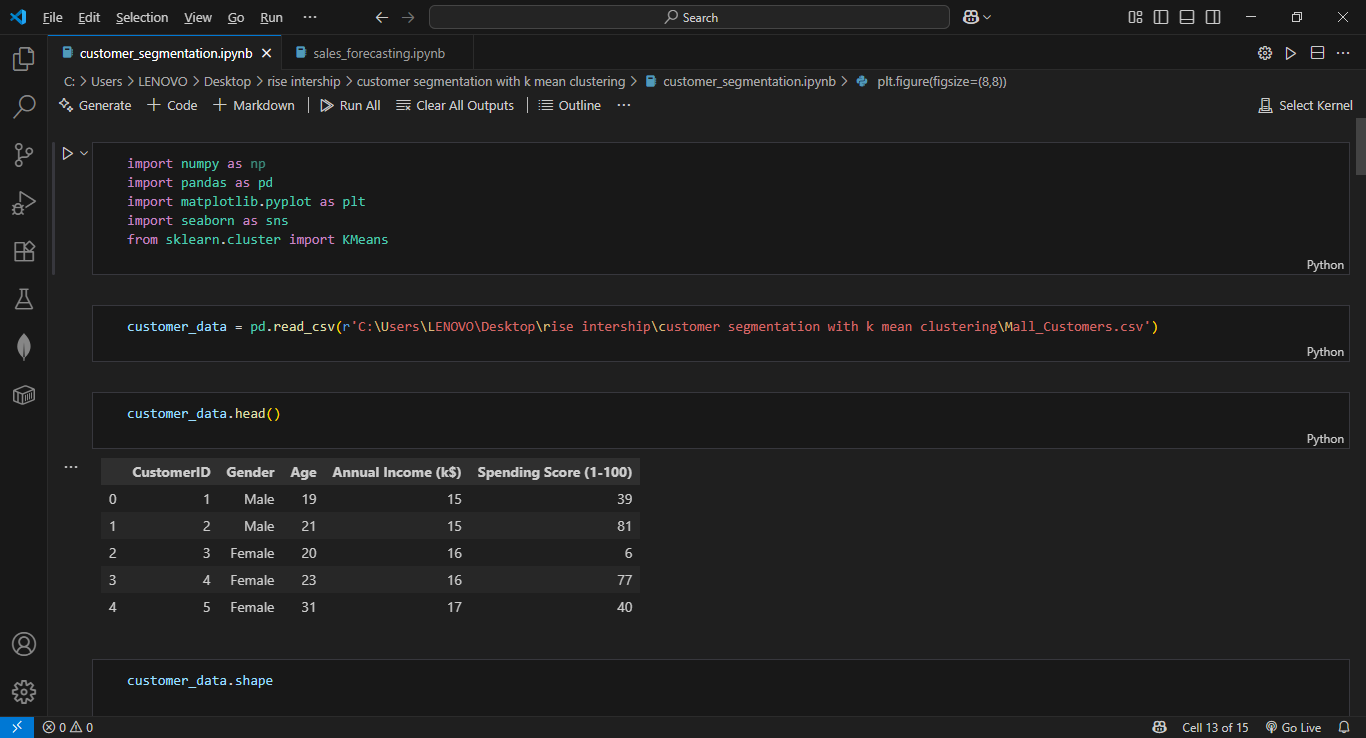 File Edit Selection View Go Run ··· Search
customer_segmentation.ipynb sales_forecasting.ipynb
C: > Users > LENOVO > Desktop > rise intership > customer segmentation with k mean clustering > customer_segmentation.ipynb > plt.figure(figsize=(8,8))
Generate + Code + Markdown | Run All Clear All Outputs | Outline ··· Select Kernel
import numpy as np
import pandas as pd
import matplotlib.pyplot as plt
import seaborn as sns
from sklearn.cluster import KMeans
Python
customer_data = pd.read_csv(r'C:\Users\LENOVO\Desktop\rise intership\customer segmentation with k mean clustering\Mall_Customers.csv')
Python
customer_data.head()
Python
···
CustomerID Gender Age Annual Income (k$) Spending Score (1-100)
0 1 Male 19 15 39
1 2 Male 21 15 81
2 3 Female 20 16 6
3 4 Female 23 16 77
4 5 Female 31 17 40
customer_data.shape
0 0 Cell 13 of 15 Go Live